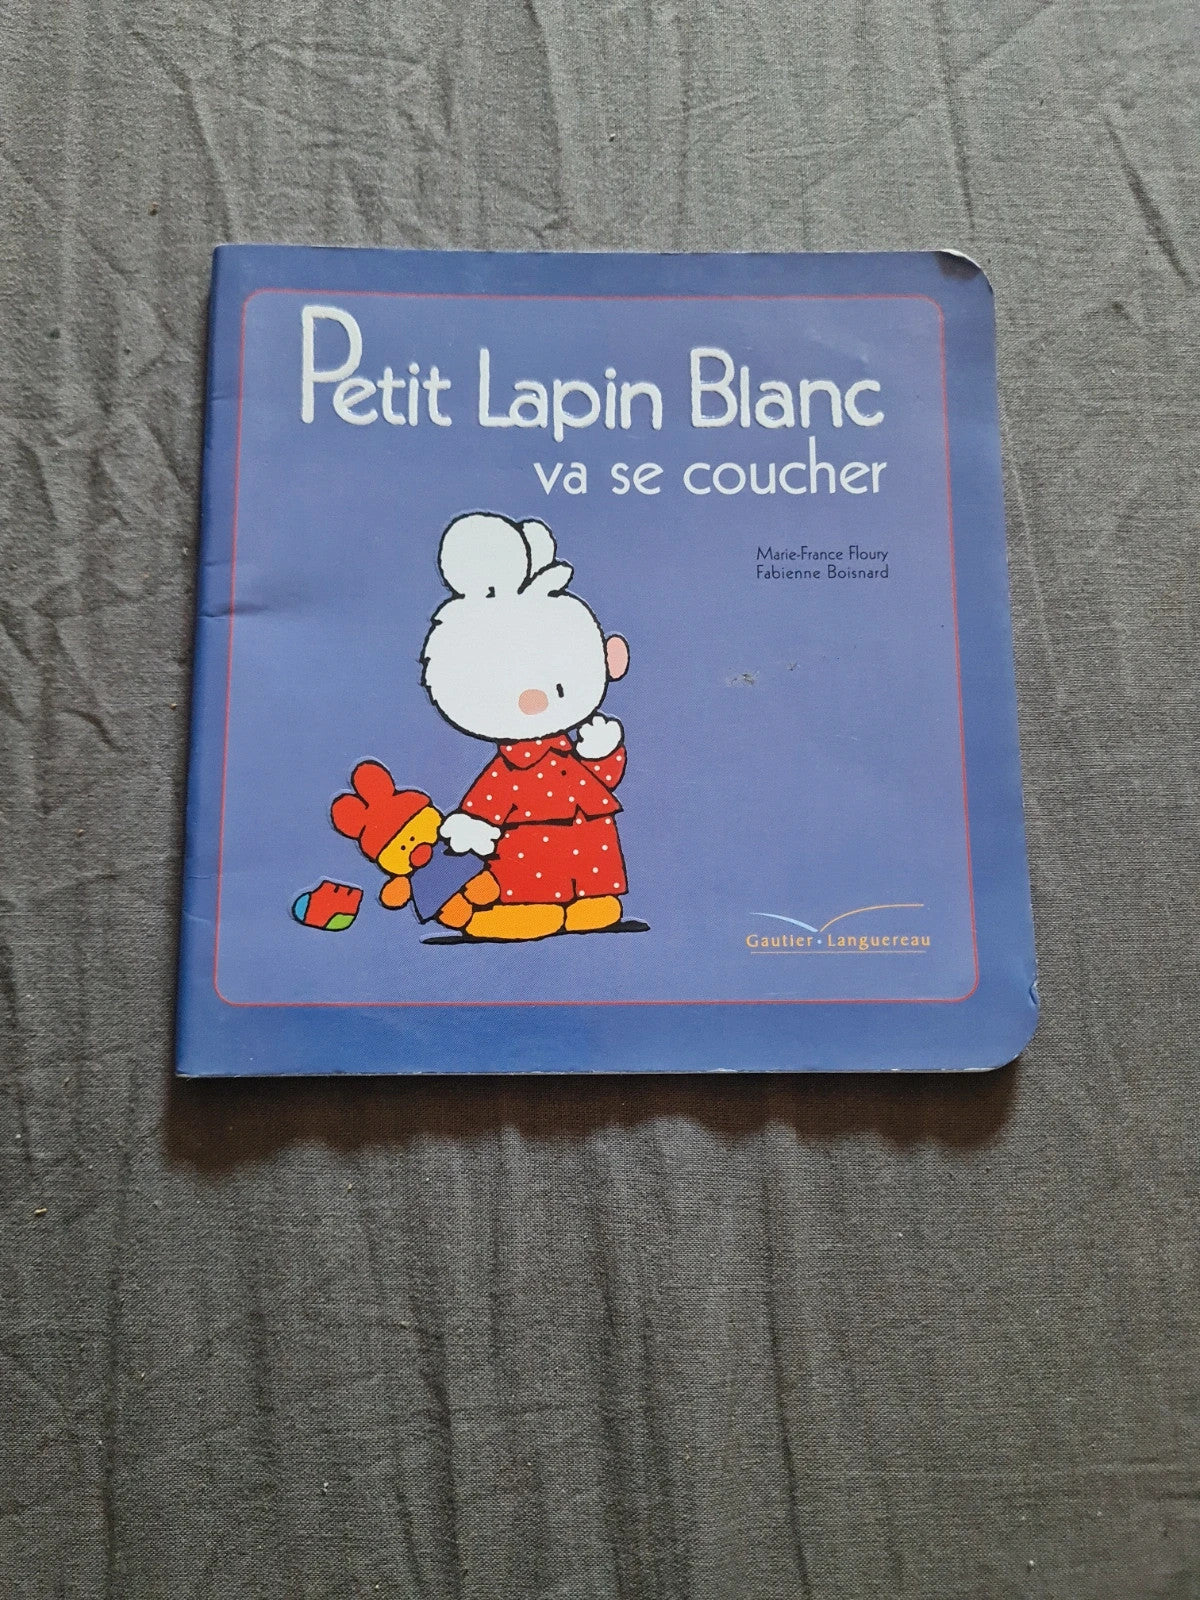 Petit Lapin Blanc
va se coucher
Marie-France Floury
Fabienne Boisnard
Gautier • Languereau